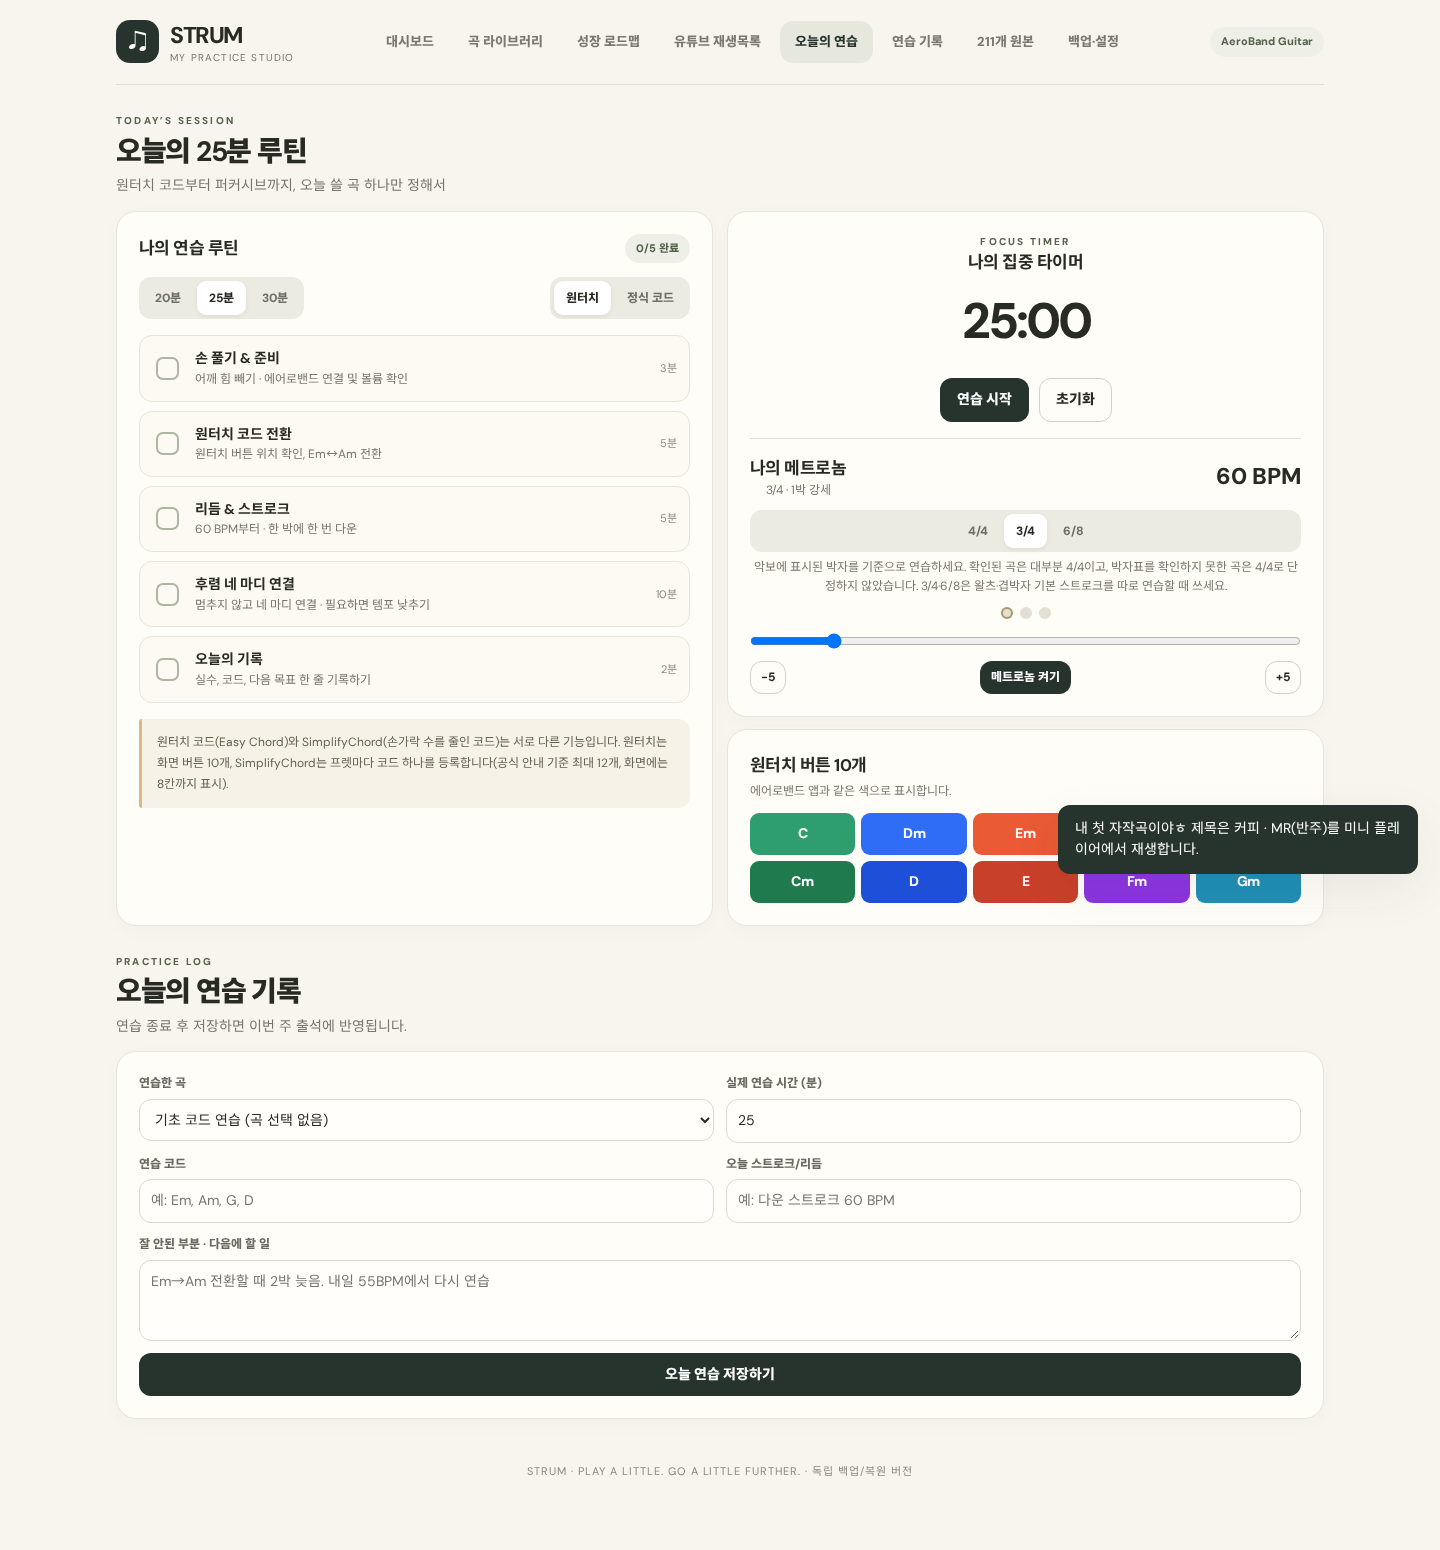 STRUM
MY PRACTICE STUDIO
대시보드
곡 라이브러리
성장 로드맵
유튜브 재생목록
오늘의 연습
연습 기록
211개 원본
백업·설정
AeroBand Guitar
TODAY'S SESSION
오늘의 25분 루틴
원터치 코드부터 퍼커시브까지, 오늘 쓸 곡 하나만 정해서
나의 연습 루틴
0/5 완료
20분
25분
30분
원터치
정식 코드
손 풀기 & 준비
어깨 힘 빼기 · 에어로밴드 연결 및 볼륨 확인
3분
원터치 코드 전환
원터치 버튼 위치 확인, Em↔Am 전환
5분
리듬 & 스트로크
60 BPM부터 · 한 박에 한 번 다운
5분
후렴 네 마디 연결
멈추지 않고 네 마디 연결 · 필요하면 템포 낮추기
10분
오늘의 기록
실수, 코드, 다음 목표 한 줄 기록하기
2분
원터치 코드(Easy Chord)와 SimplifyChord(손가락 수를 줄인 코드)는 서로 다른 기능입니다. 원터치는
화면 버튼 10개, SimplifyChord는 프렛마다 코드 하나를 등록합니다(공식 안내 기준 최대 12개, 화면에는
8칸까지 표시).
FOCUS TIMER
나의 집중 타이머
25:00
연습 시작
초기화
나의 메트로놈
3/4 · 1박 강세
60 BPM
4/4
3/4
6/8
악보에 표시된 박자를 기준으로 연습하세요. 확인된 곡은 대부분 4/4이고, 박자표를 확인하지 못한 곡은 4/4로 단
정하지 않았습니다. 3/4·6/8은 왈츠·겹박자 기본 스트로크를 따로 연습할 때 쓰세요.
-5
메트로놈 켜기
+5
원터치 버튼 10개
에어로밴드 앱과 같은 색으로 표시합니다.
C
Dm
Em
내 첫 자작곡이야ㅎ 제목은 커피 · MR(반주)를 미니 플레
이어에서 재생합니다.
Cm
D
E
Fm
Gm
PRACTICE LOG
오늘의 연습 기록
연습 종료 후 저장하면 이번 주 출석에 반영됩니다.
연습한 곡
실제 연습 시간 (분)
기초 코드 연습 (곡 선택 없음)
25
연습 코드
오늘 스트로크/리듬
예: Em, Am, G, D
예: 다운 스트로크 60 BPM
잘 안된 부분 · 다음에 할 일
Em→Am 전환할 때 2박 늦음. 내일 55BPM에서 다시 연습
오늘 연습 저장하기
STRUM · PLAY A LITTLE. GO A LITTLE FURTHER. · 독립 백업/복원 버전